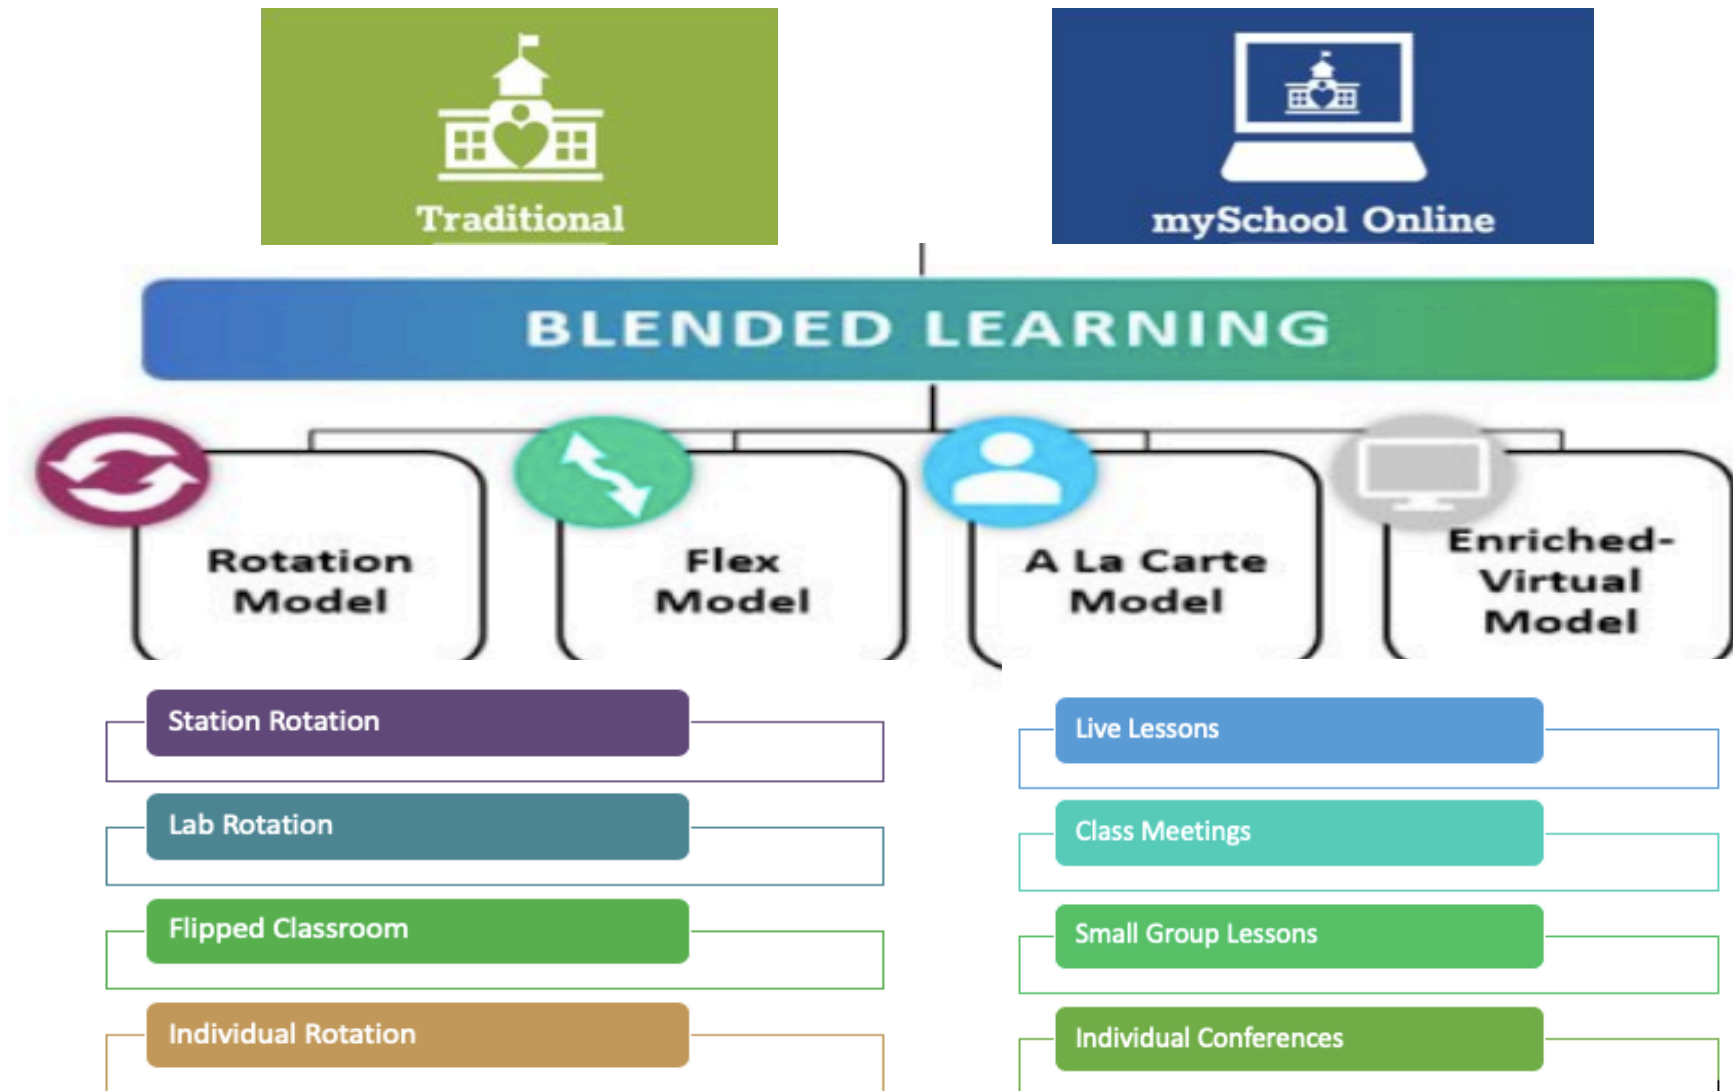 Traditional
mySchool Online
BLENDED LEARNING
Rotation
Model
Flex
Model
A La Carte
Model
Enriched-
Virtual
Model
Station Rotation
Lab Rotation
Flipped Classroom
Individual Rotation
Live Lessons
Class Meetings
Small Group Lessons
Individual Conferences